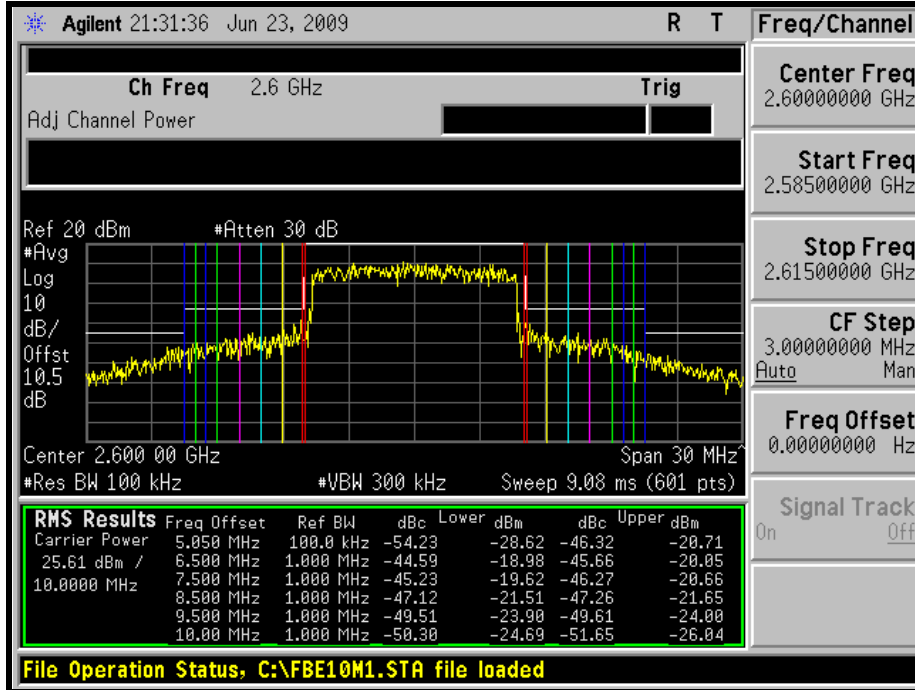 Agilent 21:31:36 Jun 23, 2009 R T
Freq/Channel
Ch Freq 2.6 GHz Trig
Adj Channel Power
Center Freq
2.60000000 GHz
Start Freq
2.58500000 GHz
Stop Freq
2.61500000 GHz
CF Step
3.00000000 MHz
Auto Man
Freq Offset
0.00000000 Hz
Signal Track
On Off
Ref 20 dBm #Atten 30 dB
#Avg
Log
10
dB/
Offst
10.5
dB
Center 2.600 00 GHz Span 30 MHz^
#Res BW 100 kHz #VBW 300 kHz Sweep 9.08 ms (601 pts)
RMS Results Freq Offset Ref BW dBc Lower dBm dBc Upper dBm
Carrier Power 5.050 MHz 100.0 kHz -54.23 -28.62 -46.32 -20.71
25.61 dBm / 6.500 MHz 1.000 MHz -44.59 -18.98 -45.66 -20.05
10.0000 MHz 7.500 MHz 1.000 MHz -45.23 -19.62 -46.27 -20.66
8.500 MHz 1.000 MHz -47.12 -21.51 -47.26 -21.65
9.500 MHz 1.000 MHz -49.51 -23.90 -49.61 -24.00
10.00 MHz 1.000 MHz -50.30 -24.69 -51.65 -26.04
File Operation Status, C:\FBE10M1.STA file loaded